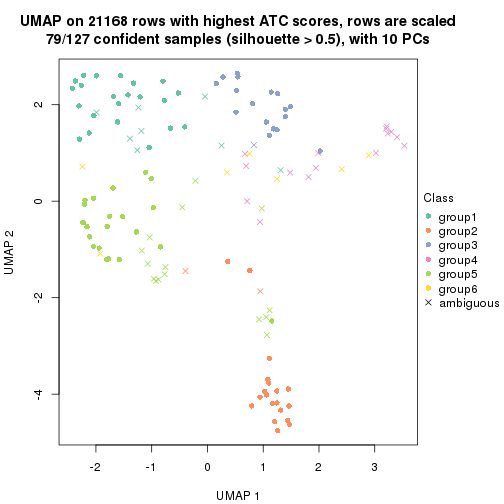 UMAP on 21168 rows with highest ATC scores, rows are scaled
79/127 confident samples (silhouette > 0.5), with 10 PCs
UMAP 2
2
0
-2
-4
-2
-1
0
1
2
3
UMAP 1
Class
group1
group2
group3
group4
group5
group6
ambiguous